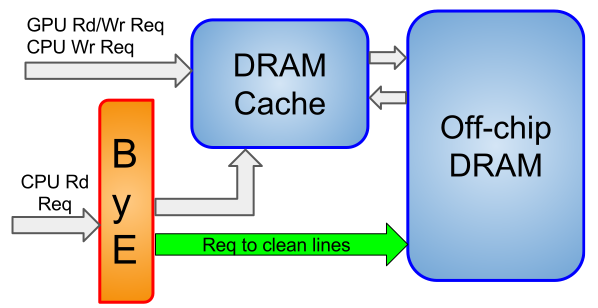 GPU Rd/Wr Req
CPU Wr Req
DRAM
Cache
Off-chip
DRAM
B
y
E
CPU Rd
Req
Req to clean lines